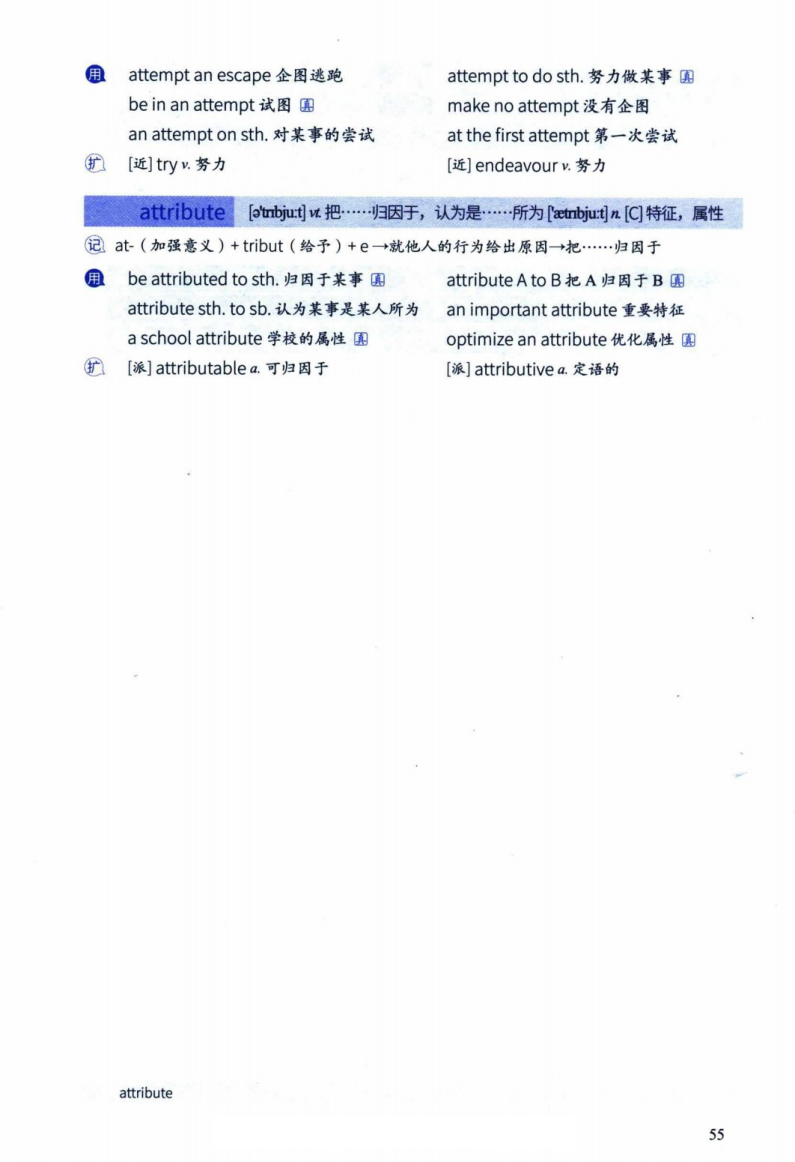 用 attempt an escape 企图逃跑 attempt to do sth. 努力做某事 真
be in an attempt 试图 真 make no attempt 没有企图
an attempt on sth. 对某事的尝试 at the first attempt 第一次尝试
扩 [近] try v. 努力 [近] endeavour v. 努力
attribute [ə'trɪbjuːt] vt. 把……归因于，认为是……所为 ['ætrɪbjuːt] n. [C] 特征，属性
记 at-（加强意义）+ tribut（给予）+ e→就他人的行为给出原因→把……归因于
用 be attributed to sth. 归因于某事 真 attribute A to B 把 A 归因于 B 真
attribute sth. to sb. 认为某事是某人所为 an important attribute 重要特征
a school attribute 学校的属性 真 optimize an attribute 优化属性 真
扩 [派] attributable a. 可归因于 [派] attributive a. 定语的
attribute
55